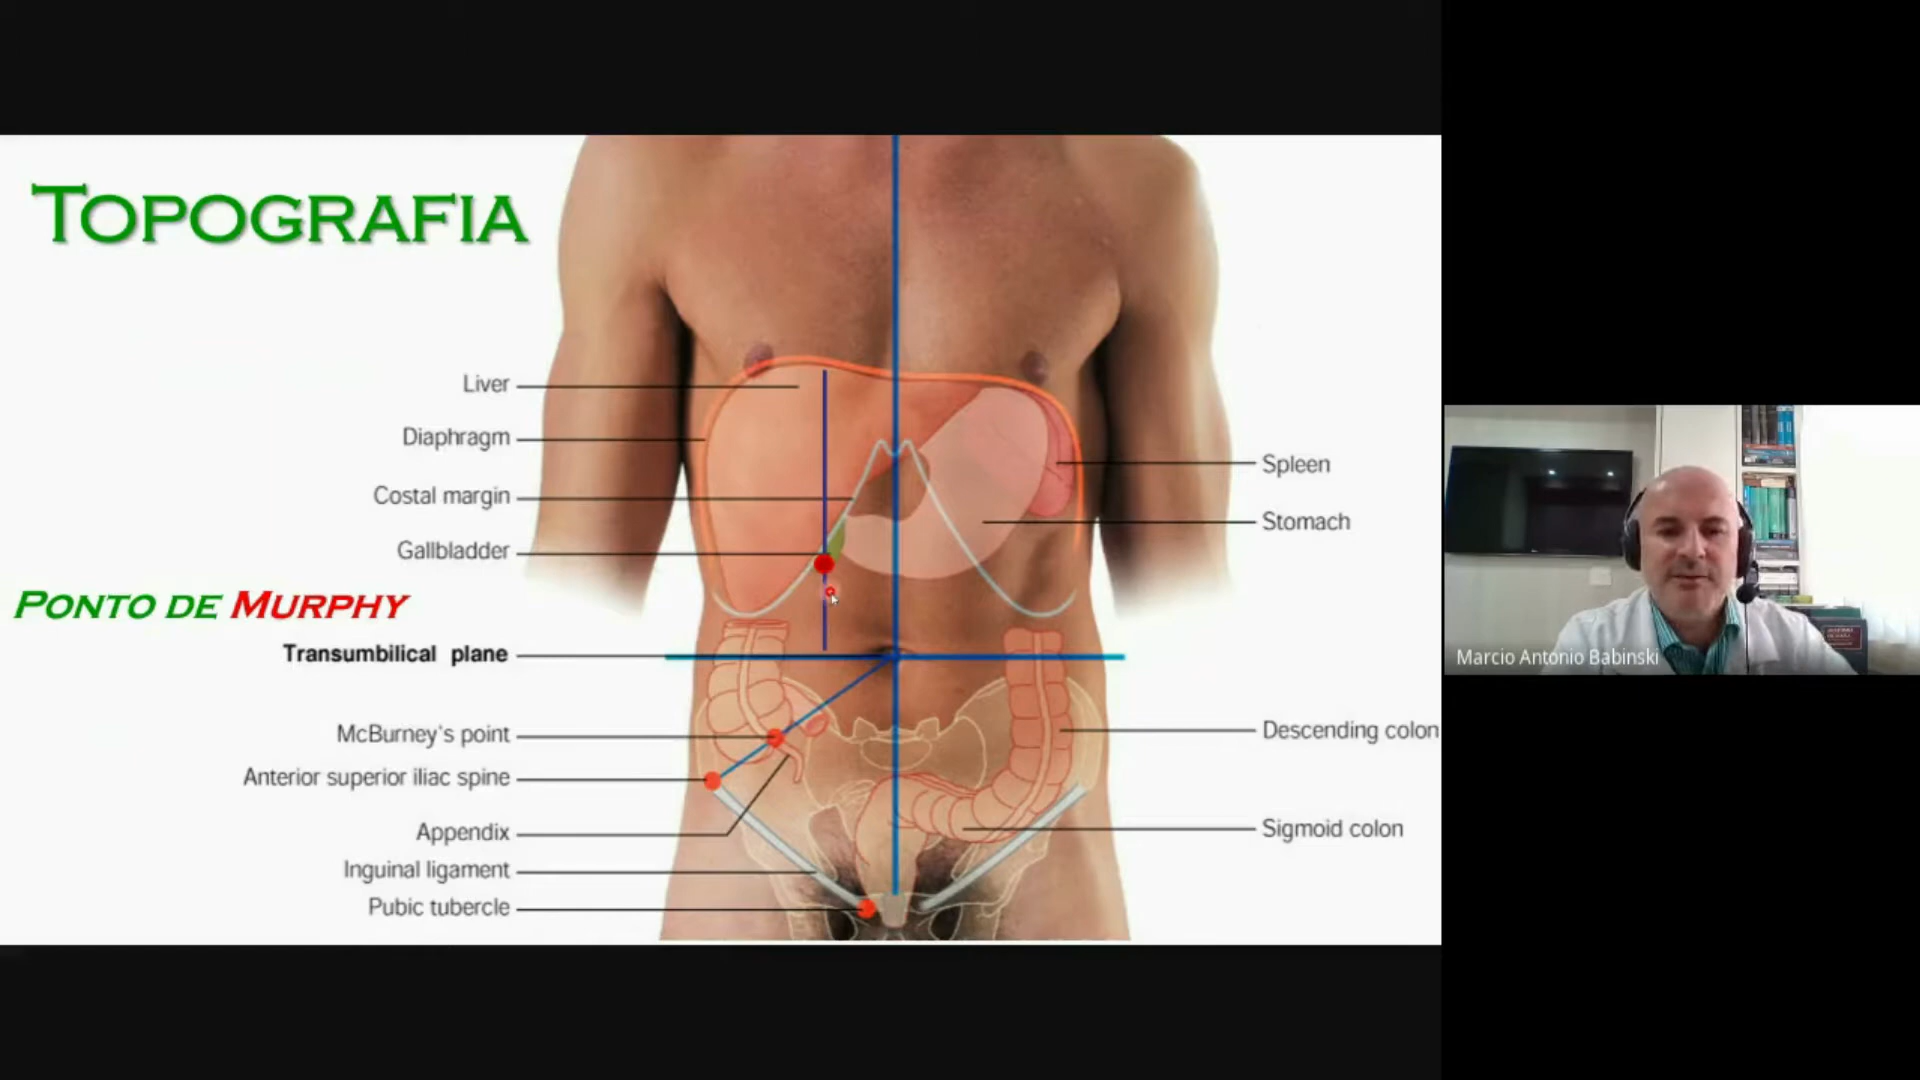 TOPOGRAFIA
Liver
Diaphragm
Costal margin
Gallbladder
PONTO DE MURPHY
Transumbilical plane
McBurney's point
Anterior superior iliac spine
Appendix
Inguinal ligament
Pubic tubercle
Spleen
Stomach
Descending colon
Sigmoid colon
Marcio Antonio Babinski